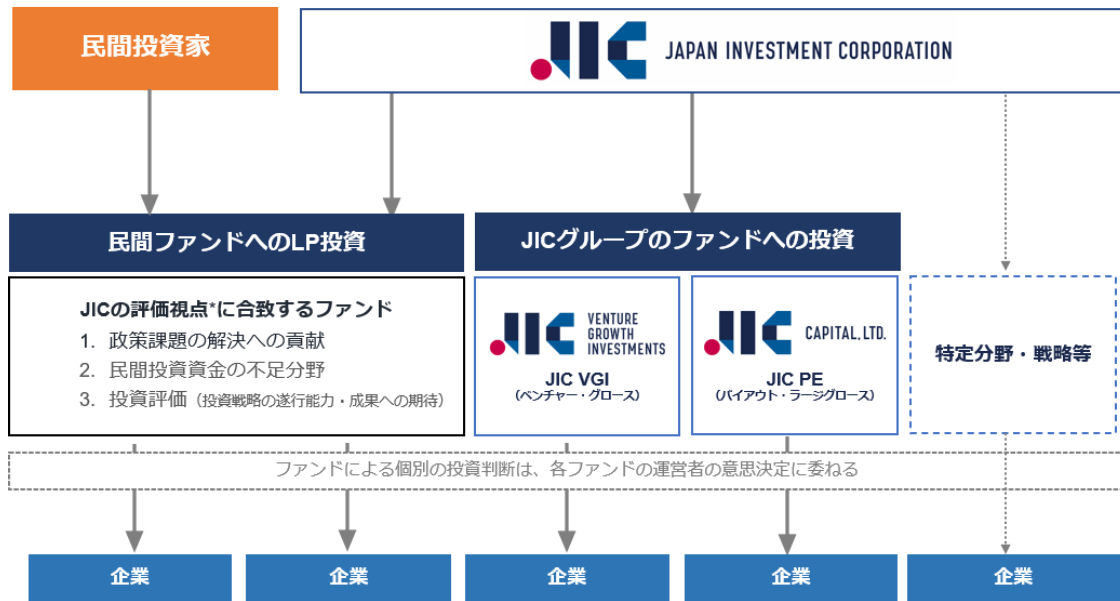 民間投資家
JIC JAPAN INVESTMENT CORPORATION
民間ファンドへのLP投資
JICグループのファンドへの投資
JICの評価視点*に合致するファンド
1. 政策課題の解決への貢献
2. 民間投資資金の不足分野
3. 投資評価（投資戦略の遂行能力・成果への期待）
JIC VENTURE
GROWTH
INVESTMENTS
JIC VGI
（ベンチャー・グロース）
JIC CAPITAL, LTD.
JIC PE
（バイアウト・ラージグロース）
特定分野・戦略等
ファンドによる個別の投資判断は、各ファンドの運営者の意思決定に委ねる
企業
企業
企業
企業
企業